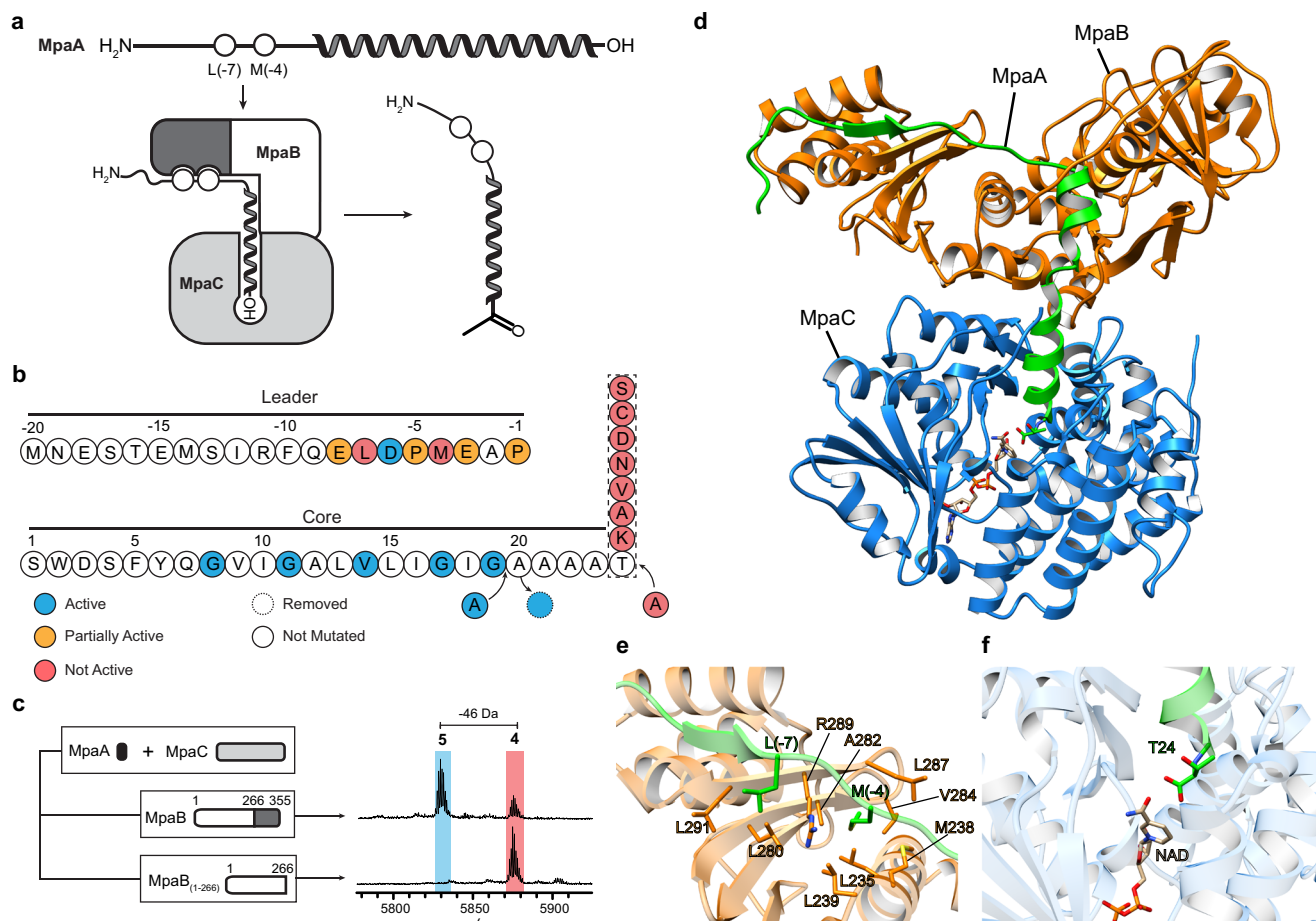 a
MpaA H₂N OH
L(-7) M(-4)
MpaB
H₂N
H₂N
MpaC
OH
b
Leader
-20 -15 -10 -5 -1
M N E S T E M S I R F Q E L D P M E A P
S
C
D
N
V
A
K
Core
1 5 10 15 20
S W D S F Y Q G V I G A L V L I G I G A A A A T
A A
Active Removed
Partially Active Not Mutated
Not Active
c
MpaA + MpaC
1 266 355
MpaB
1 266
MpaB(1-266)
-46 Da
5 4
5800 5850 5900
d
MpaB
MpaA
MpaC
e
R289
L(-7) A282
L287
M(-4)
V284
L291
M238
L280
L235
L239
f
T24
NAD